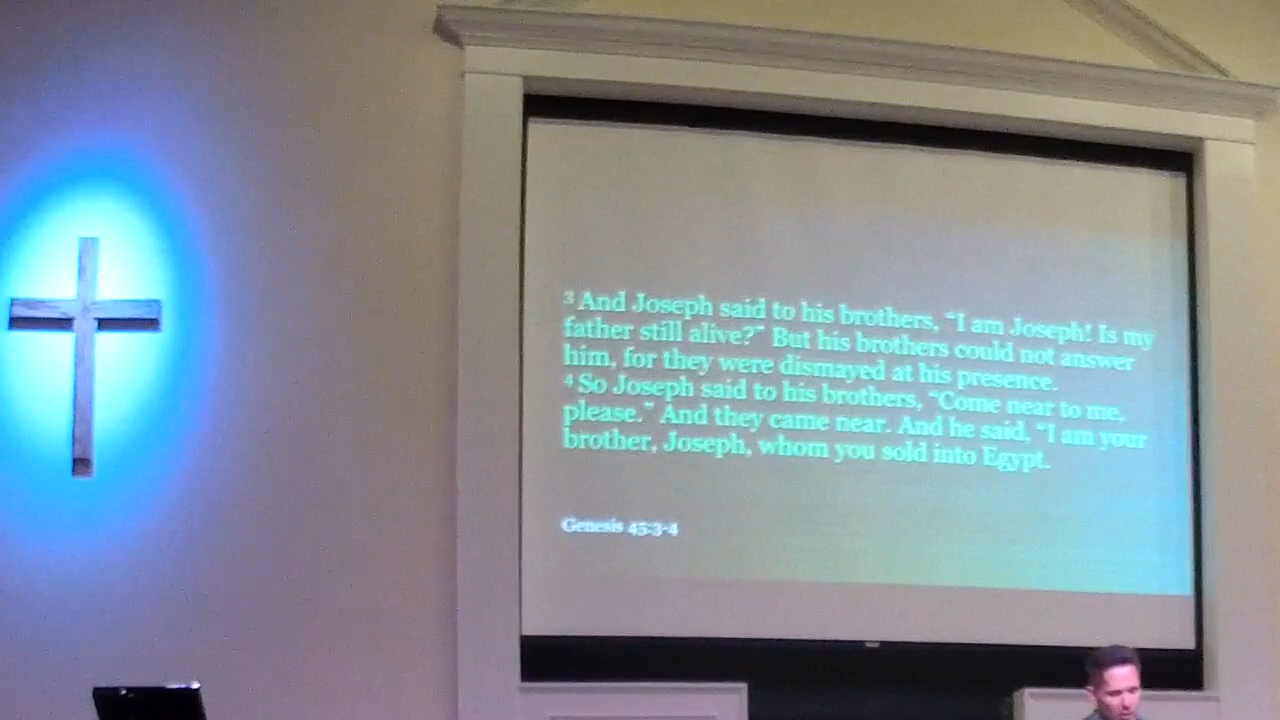 3 And Joseph said to his brothers, “I am Joseph! Is my
father still alive?” But his brothers could not answer
him, for they were dismayed at his presence.
4 So Joseph said to his brothers, “Come near to me,
please.” And they came near. And he said, “I am your
brother, Joseph, whom you sold into Egypt.
Genesis 45:3-4